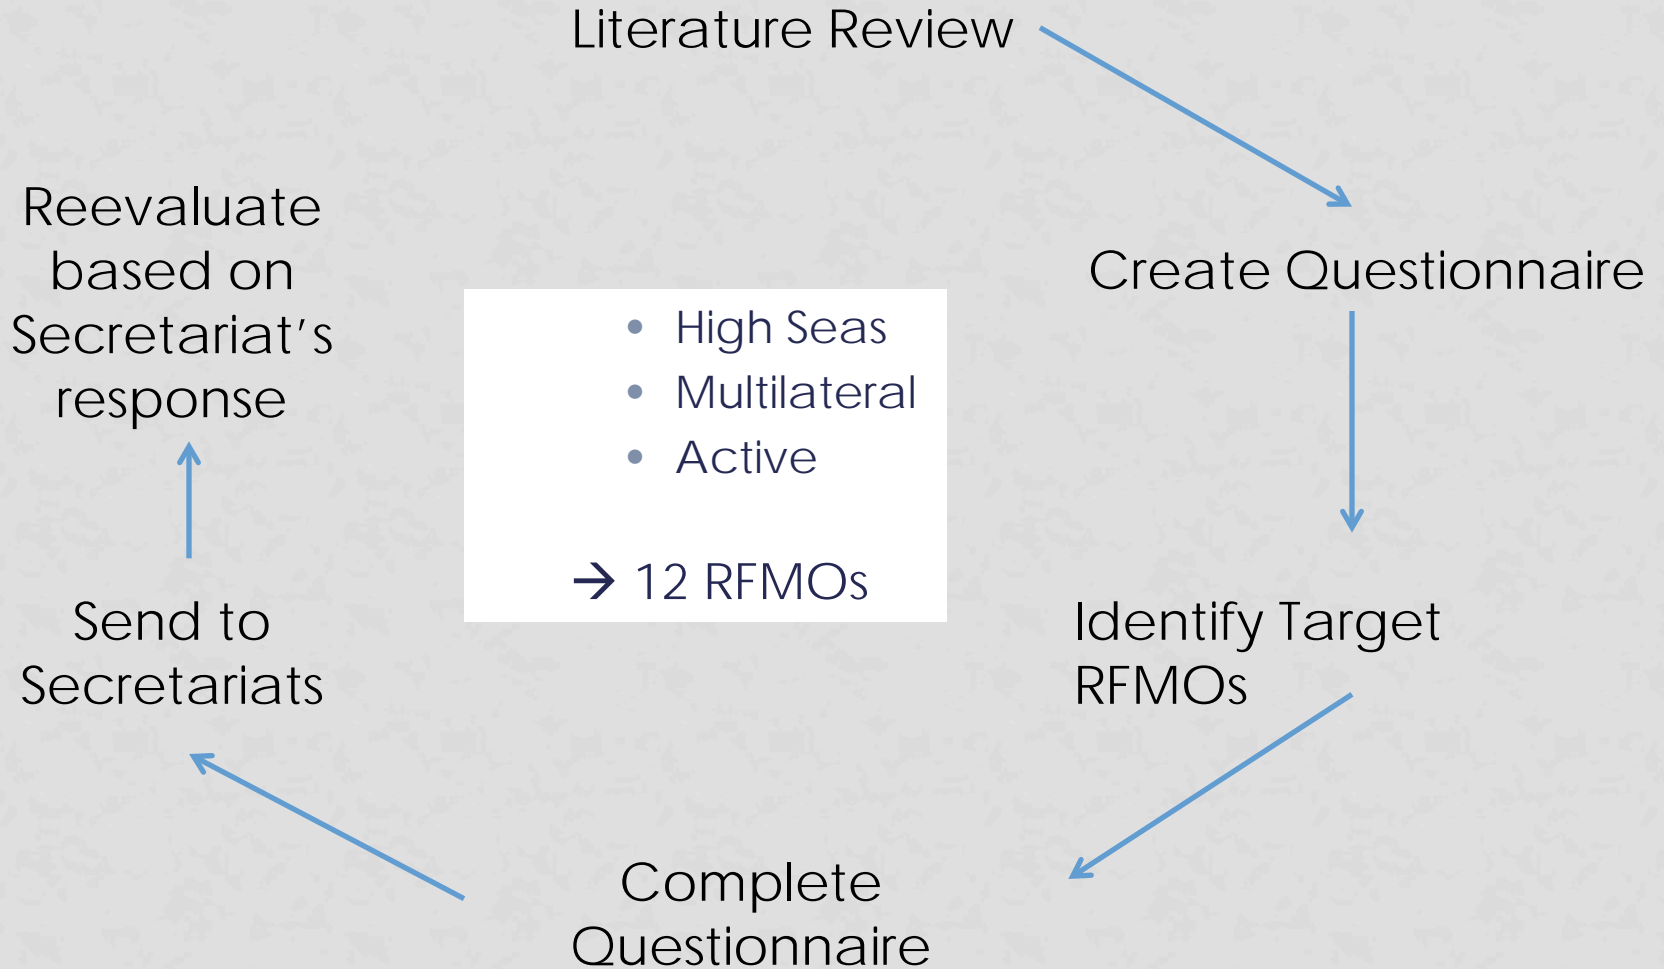 Literature Review
Create Questionnaire
Identify Target
RFMOs
Complete
Questionnaire
Send to
Secretariats
Reevaluate
based on
Secretariat’s
response
• High Seas
• Multilateral
• Active
→ 12 RFMOs